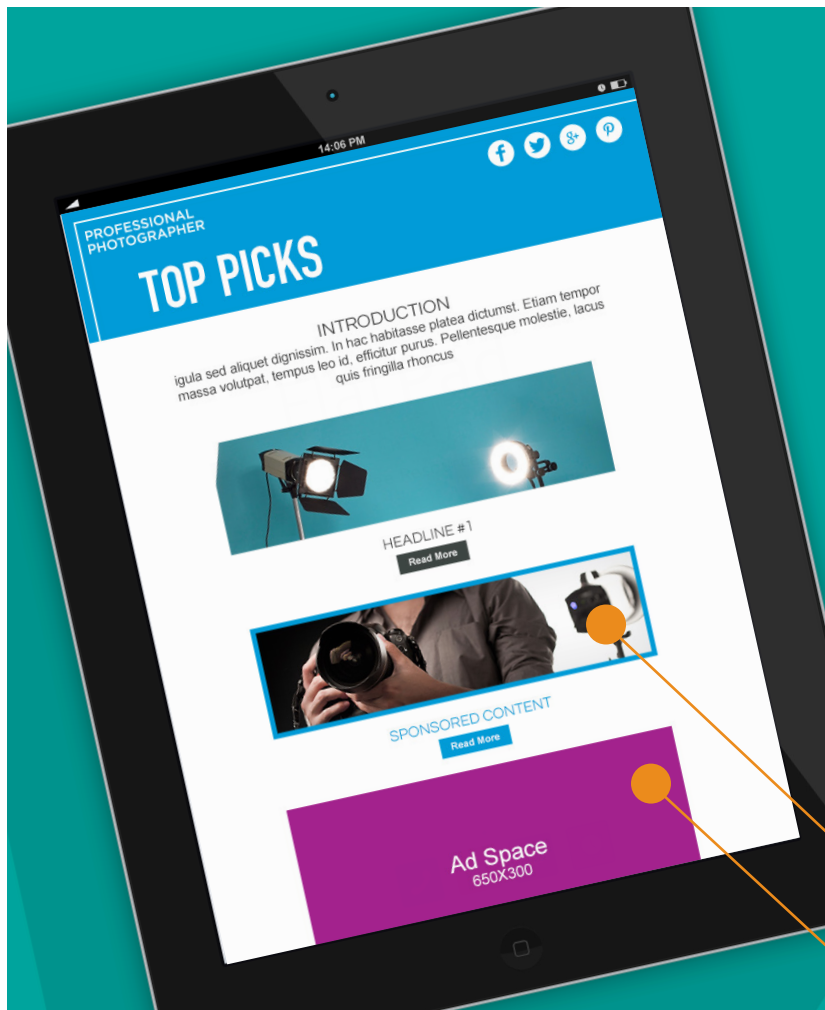 14:06 PM
PROFESSIONAL
PHOTOGRAPHER
TOP PICKS
INTRODUCTION
igula sed aliquet dignissim. In hac habitasse platea dictumst. Etiam tempor
massa volutpat, tempus leo id, efficitur purus. Pellentesque molestie, lacus
quis fringilla rhoncus
HEADLINE #1
Read More
SPONSORED CONTENT
Read More
Ad Space
650X300